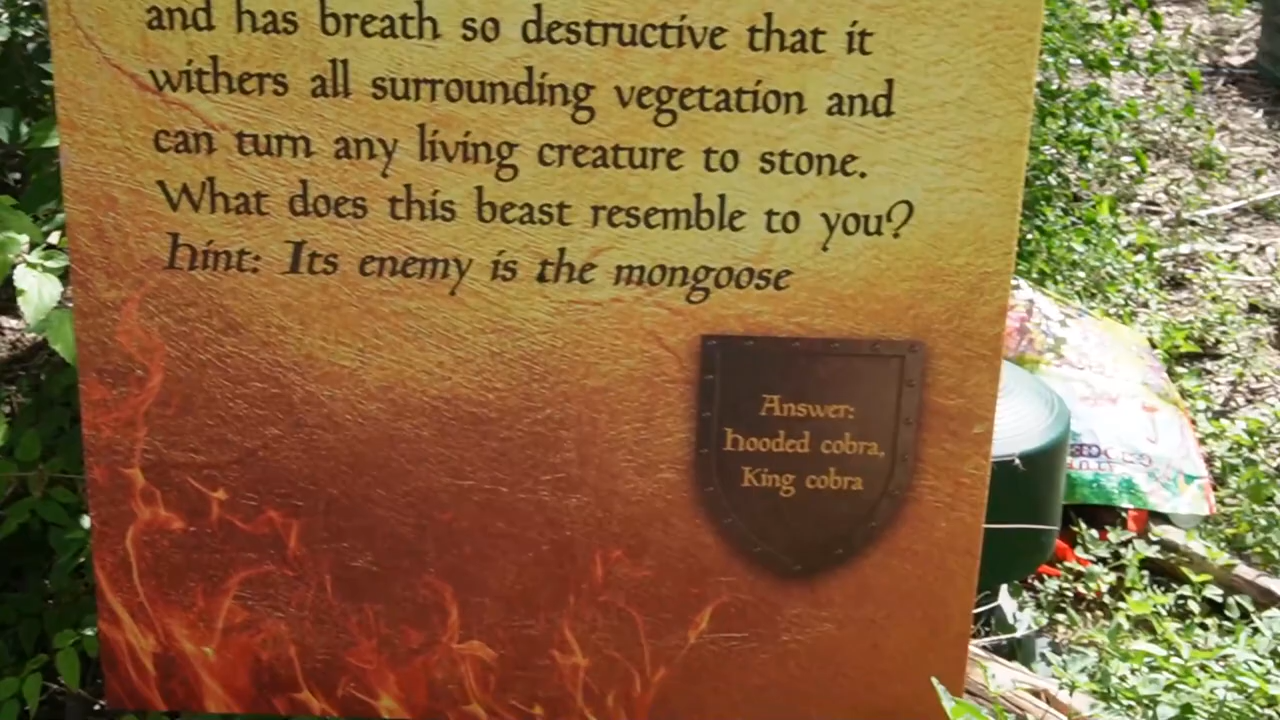 and has breath so destructive that it
withers all surrounding vegetation and
can turn any living creature to stone.
What does this beast resemble to you?
hint: Its enemy is the mongoose
Answer:
hooded cobra,
King cobra